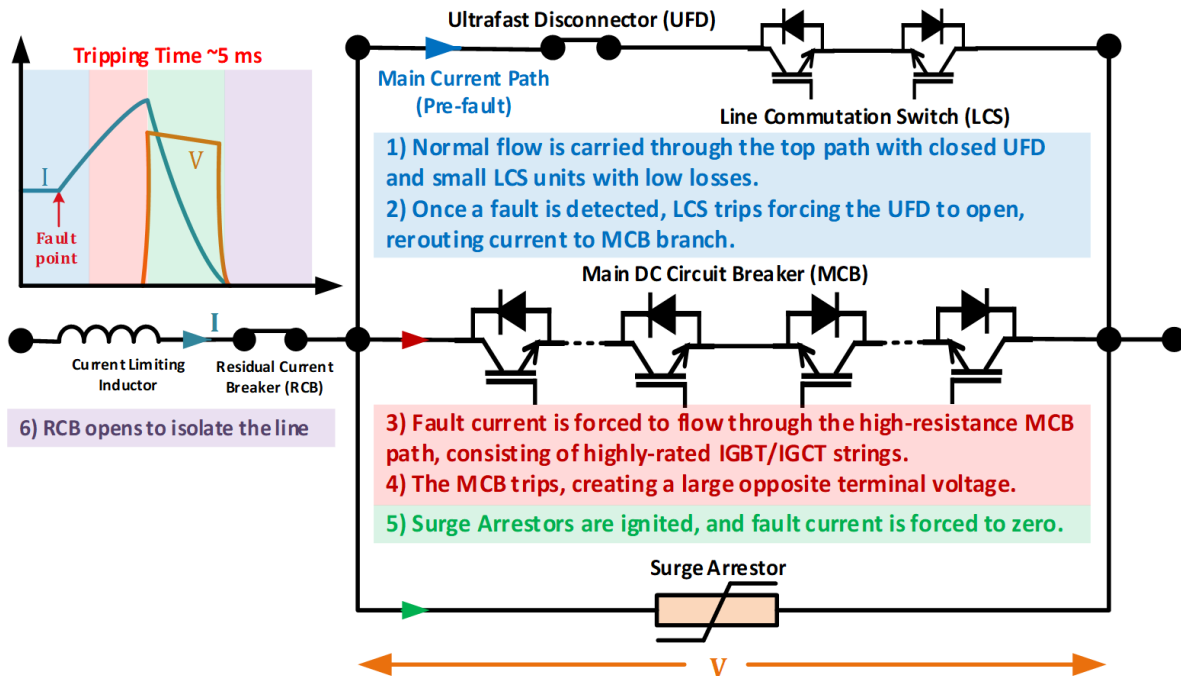 Ultrafast Disconnector (UFD)
Tripping Time ~5 ms
I
V
Fault
point
Main Current Path
(Pre-fault)
Line Commutation Switch (LCS)
1) Normal flow is carried through the top path with closed UFD
and small LCS units with low losses.
2) Once a fault is detected, LCS trips forcing the UFD to open,
rerouting current to MCB branch.
Main DC Circuit Breaker (MCB)
I
Current Limiting
Inductor
Residual Current
Breaker (RCB)
6) RCB opens to isolate the line
3) Fault current is forced to flow through the high-resistance MCB
path, consisting of highly-rated IGBT/IGCT strings.
4) The MCB trips, creating a large opposite terminal voltage.
5) Surge Arrestors are ignited, and fault current is forced to zero.
Surge Arrestor
V